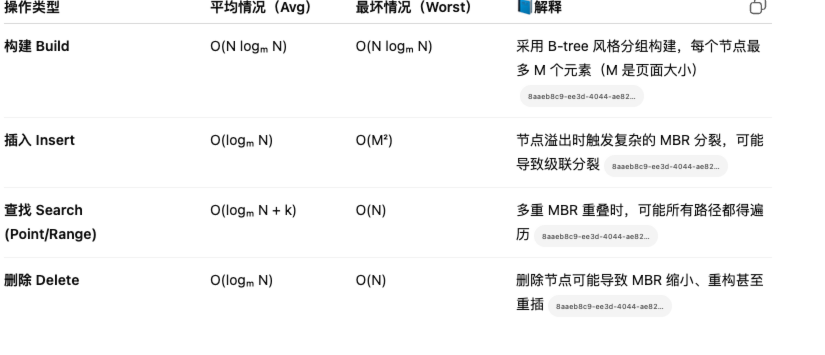 操作类型 平均情况（Avg） 最坏情况（Worst） 📘解释
构建 Build O(N logₘ N) O(N logₘ N) 采用 B-tree 风格分组构建，每个节点最
多 M 个元素（M 是页面大小）
8aaeb8c9-ee3d-4044-ae82...
插入 Insert O(logₘ N) O(M²) 节点溢出时触发复杂的 MBR 分裂，可能
导致级联分裂 8aaeb8c9-ee3d-4044-ae82...
查找 Search O(logₘ N + k) O(N) 多重 MBR 重叠时，可能所有路径都得遍
(Point/Range) 历 8aaeb8c9-ee3d-4044-ae82...
删除 Delete O(logₘ N) O(N) 删除节点可能导致 MBR 缩小、重构甚至
重插 8aaeb8c9-ee3d-4044-ae82...